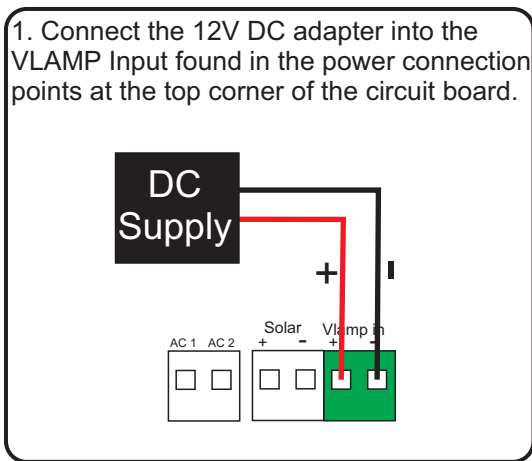 1. Connect the 12V DC adapter into the
VLAMP Input found in the power connection
points at the top corner of the circuit board.
DC
Supply
+ -
Solar Vlamp in
AC 1 AC 2 + - + -